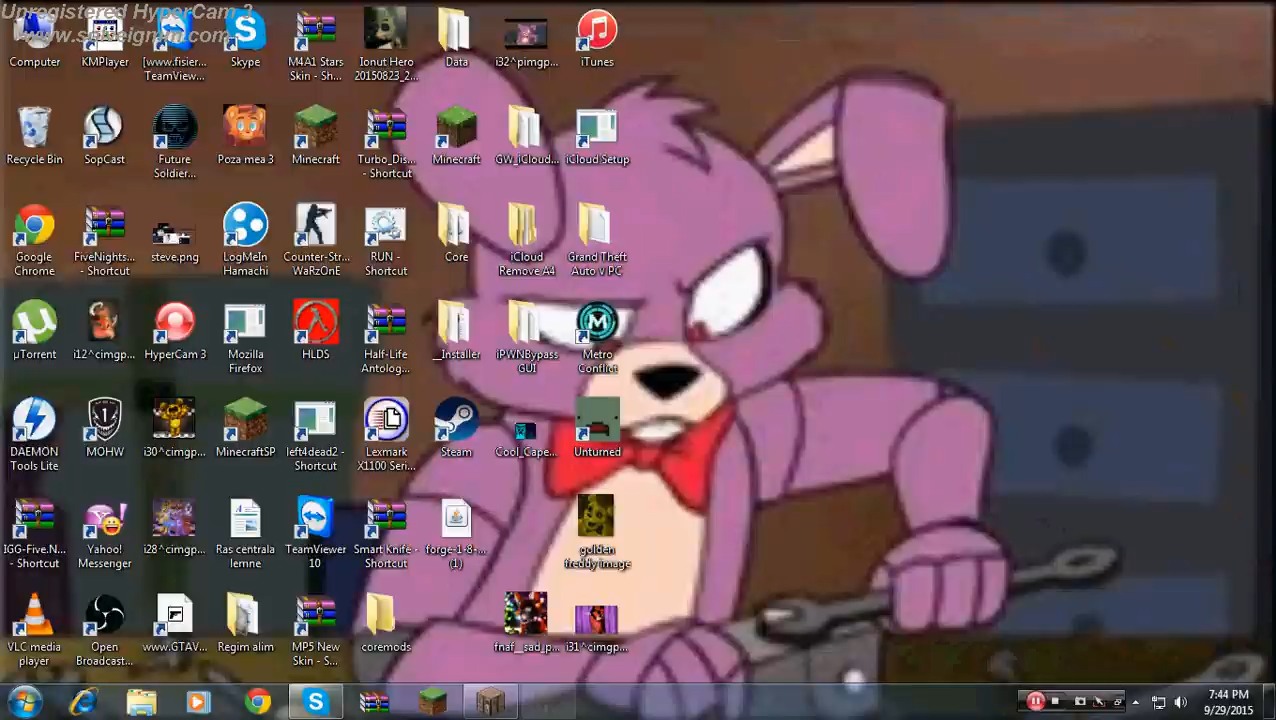 Unregistered HyperCam 3
Computer
KMPlayer
[www.fisier...
TeamView...
Skype
M4A1 Stars
Skin - Sh...
Ionut Hero
20150823_2...
Data
i32^pimgp...
iTunes
Recycle Bin
SopCast
Future
Soldier...
Poza mea 3
Minecraft
Turbo_Dis...
- Shortcut
Minecraft
GW_iCloud...
iCloud Setup
Google
Chrome
FiveNights...
- Shortcut
steve.png
LogMeIn
Hamachi
Counter-Str...
WaRzOnE
RUN -
Shortcut
Core
iCloud
Remove A4
Grand Theft
Auto V PC
µTorrent
i12^cimgp...
HyperCam 3
Mozilla
Firefox
HLDS
Half-Life
Antolog...
__Installer
iPWNBypass
GUI
Metro
Conflict
DAEMON
Tools Lite
MOHW
i30^cimgp...
MinecraftSP
left4dead2 -
Shortcut
Lexmark
X1100 Seri...
Steam
Cool_Cape...
Unturned
IGG-Five.N...
- Shortcut
Yahoo!
Messenger
i28^cimgp...
Ras centrala
lemne
TeamViewer
10
Smart Knife -
Shortcut
forge-1-8-...
(1)
golden
freddy image
VLC media
player
Open
Broadcast...
www.GTAV...
Regim alim
MP5 New
Skin - S...
coremods
fnaf__sad_p...
i31^cimgp...
7:44 PM
9/29/2015